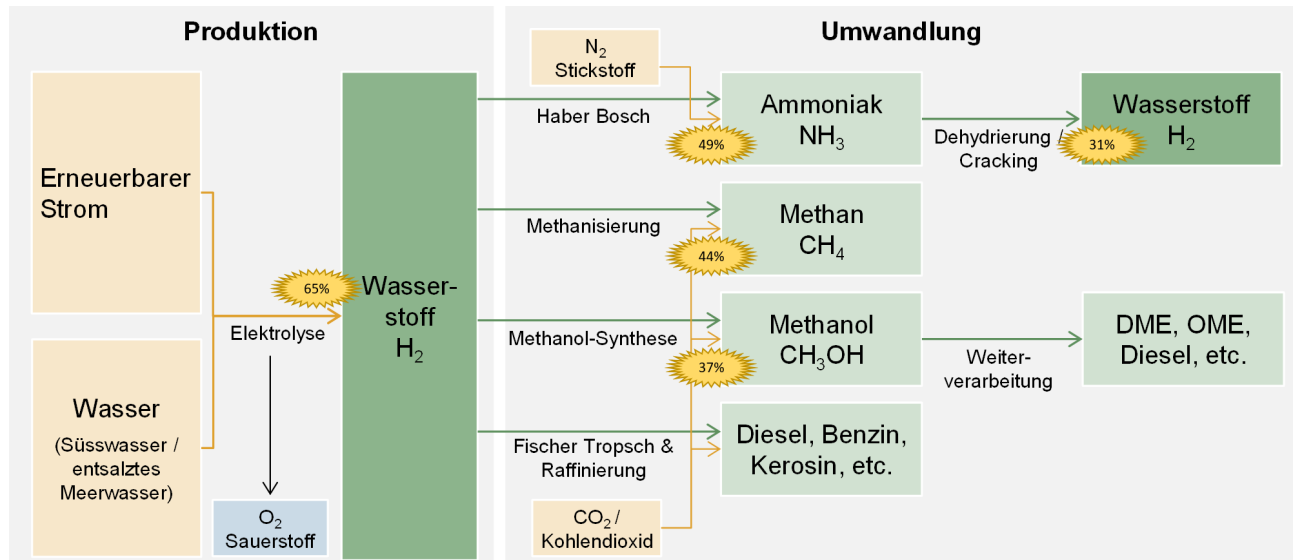 Produktion
Erneuerbarer
Strom
Wasser
(Süsswasser /
entsalztes
Meerwasser)
65%
Elektrolyse
O₂
Sauerstoff
Wasser-
stoff
H₂
Umwandlung
N₂
Stickstoff
Haber Bosch
49%
Ammoniak
NH₃
Dehydrierung /
Cracking
31%
Wasserstoff
H₂
Methanisierung
44%
Methan
CH₄
Methanol-Synthese
37%
Methanol
CH₃OH
Weiter-
verarbeitung
DME, OME,
Diesel, etc.
Fischer Tropsch &
Raffinierung
Diesel, Benzin,
Kerosin, etc.
CO₂ /
Kohlendioxid